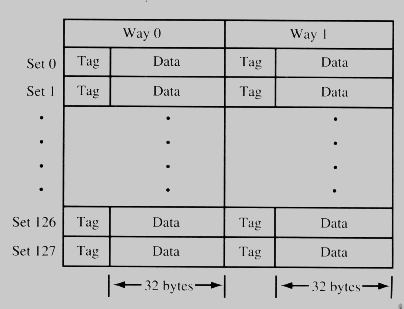 Way 0 Way 1
Set 0 Tag Data Tag Data
Set 1 Tag Data Tag Data
Set 126 Tag Data Tag Data
Set 127 Tag Data Tag Data
32 bytes 32 bytes